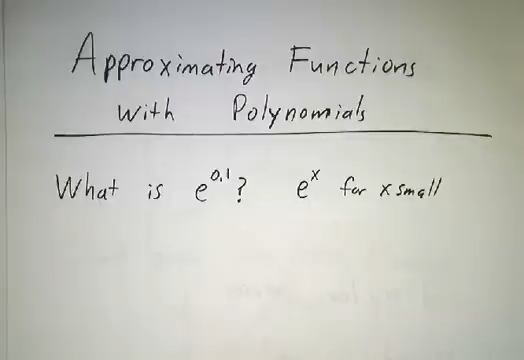 Approximating Functions
With Polynomials
What is e^0.1? e^x for x small